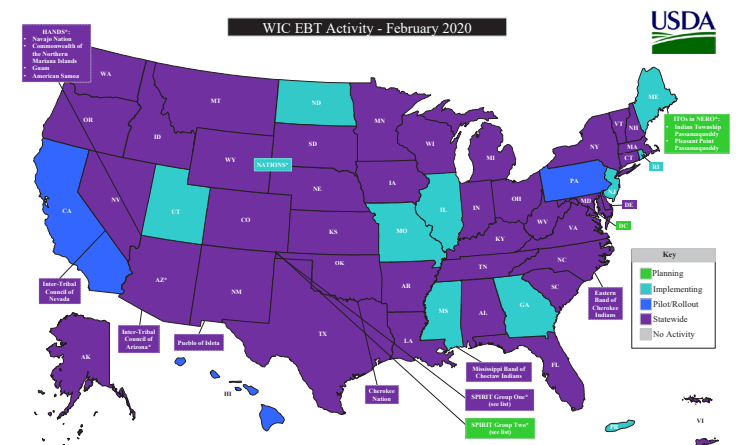 WIC EBT Activity - February 2020
USDA
HANDS*:
• Navajo Nation
• Commonwealth of
the Northern
Mariana Islands
• Guam
• American Samoa
WA
OR
ID
MT
ND
SD
WY
NATIONS*
NE
MN
WI
MI
IA
IL
IN
OH
PA
NY
VT
NH
ME
MA
CT
RI
NJ
MD
DE
DC
ITOs in NERO*:
• Indian Township
Passamaquoddy
• Pleasant Point
Passamaquoddy
CA
NV
UT
CO
KS
MO
KY
WV
VA
NC
TN
SC
AZ*
NM
OK
AR
TX
LA
MS
AL
GA
FL
AK
HI
PR
VI
Key
Planning
Implementing
Pilot/Rollout
Statewide
No Activity
Inter-Tribal
Council of
Nevada
Inter-Tribal
Council of
Arizona*
Pueblo of Isleta
Cherokee
Nation
Eastern
Band of
Cherokee
Indians
Mississippi Band of
Choctaw Indians
SPIRIT Group One*
(see list)
SPIRIT Group Two*
(see list)